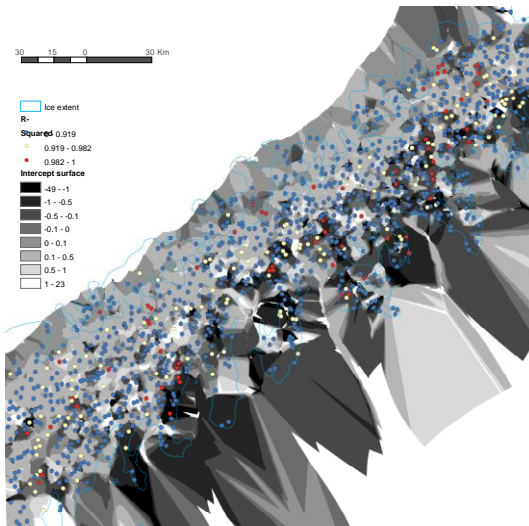 30 15 0 30 Km
Ice extent
R-
Squared
0 - 0.919
0.919 - 0.982
0.982 - 1
Intercept surface
-49 - -1
-1 - -0.5
-0.5 - -0.1
-0.1 - 0
0 - 0.1
0.1 - 0.5
0.5 - 1
1 - 23